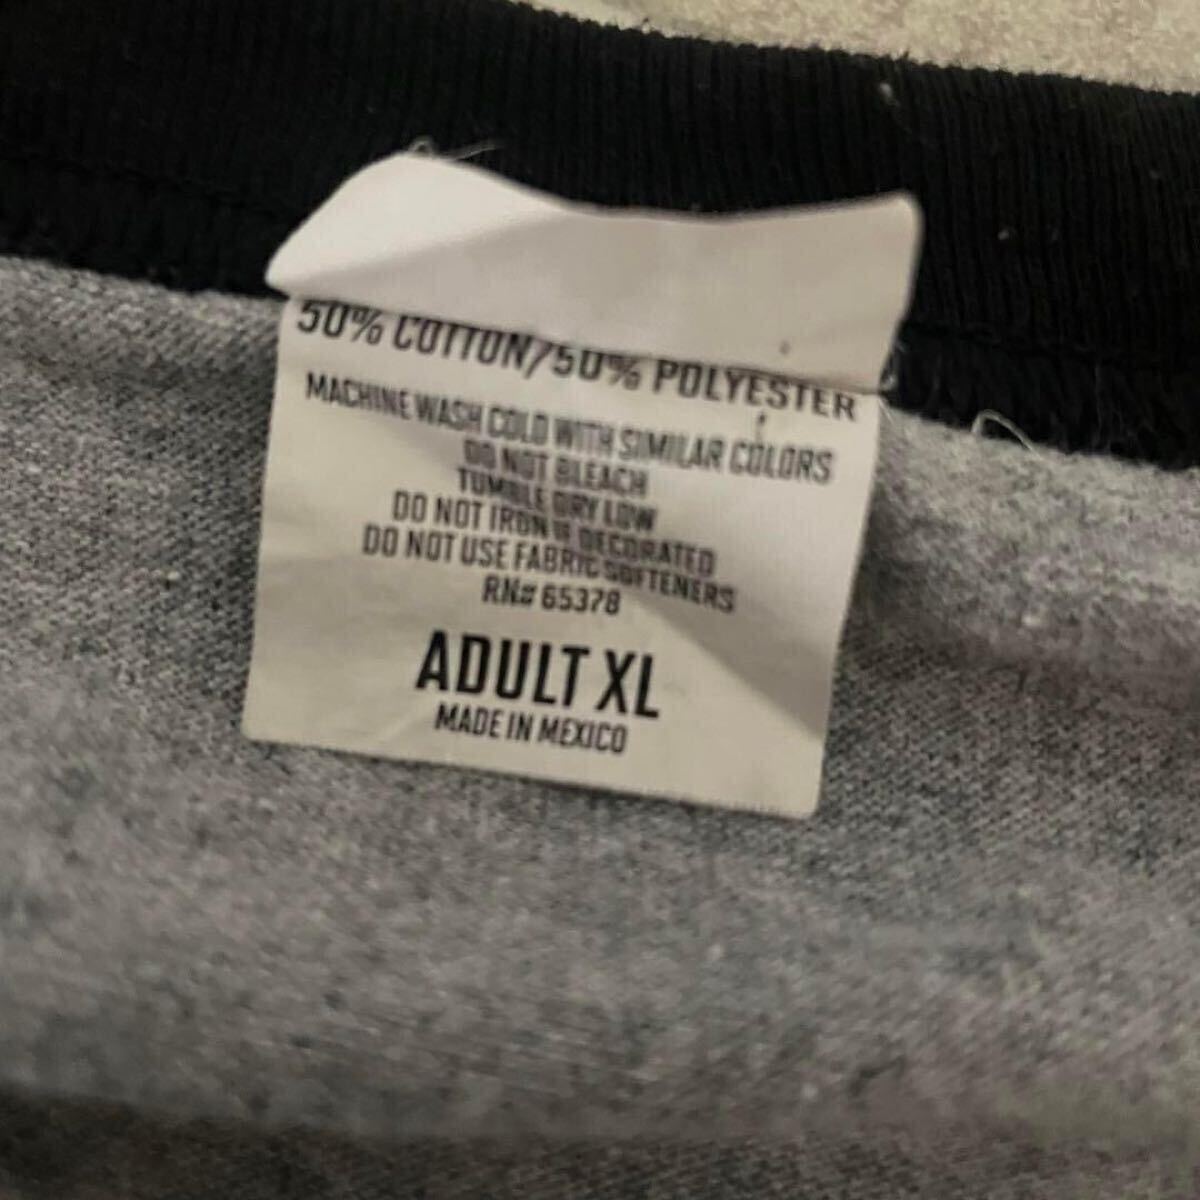 50% COTTON/50% POLYESTER
MACHINE WASH COLD WITH SIMILAR COLORS
DO NOT BLEACH
TUMBLE DRY LOW
DO NOT IRON IF DECORATED
DO NOT USE FABRIC SOFTENERS
RN# 65378
ADULT XL
MADE IN MEXICO